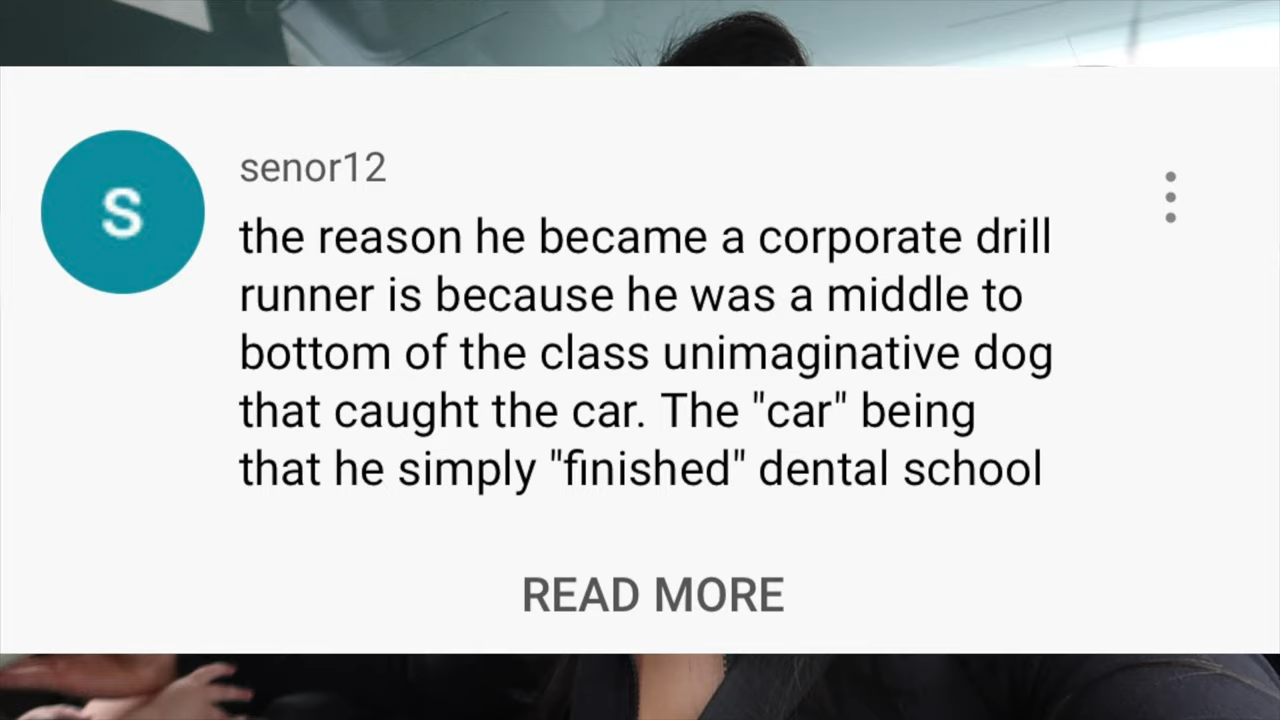 S
senor12
the reason he became a corporate drill
runner is because he was a middle to
bottom of the class unimaginative dog
that caught the car. The "car" being
that he simply "finished" dental school
READ MORE